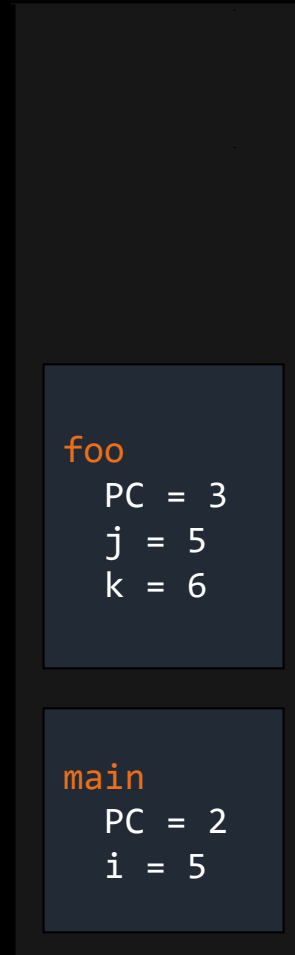 foo
PC = 3
j = 5
k = 6
main
PC = 2
i = 5